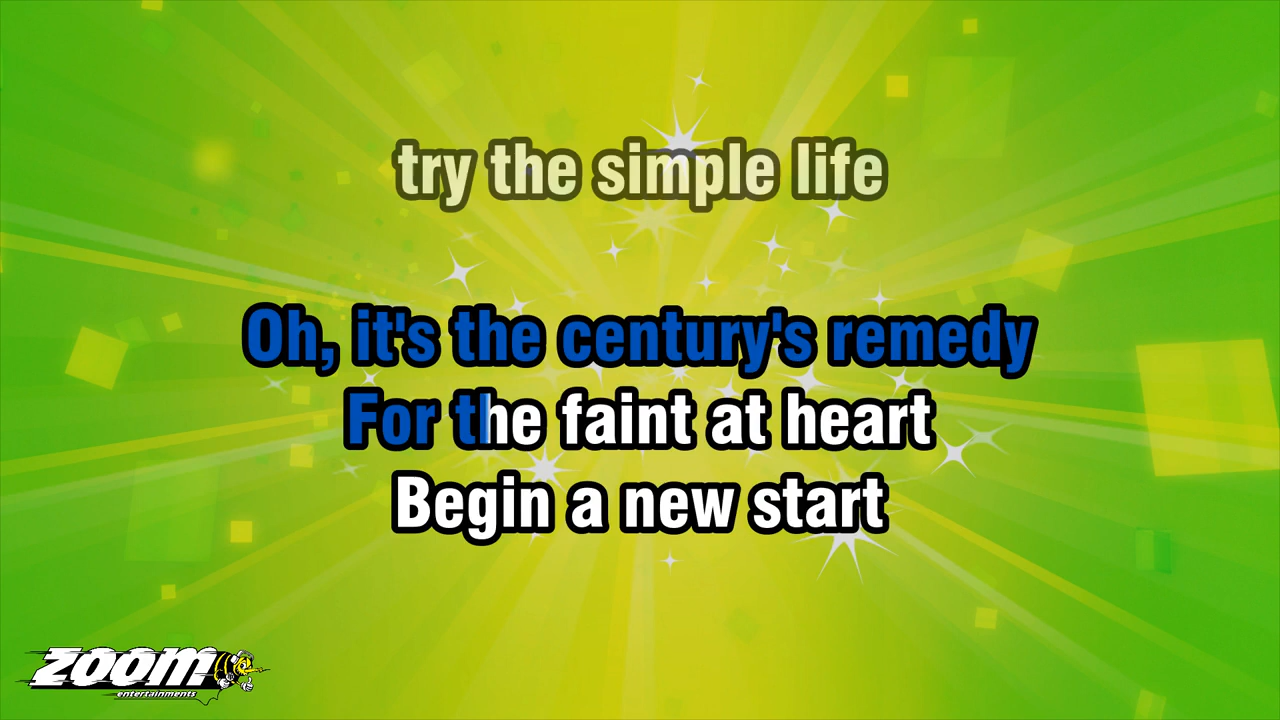 try the simple life
Oh, it's the century's remedy
For the faint at heart
Begin a new start
ZOOM
entertainments